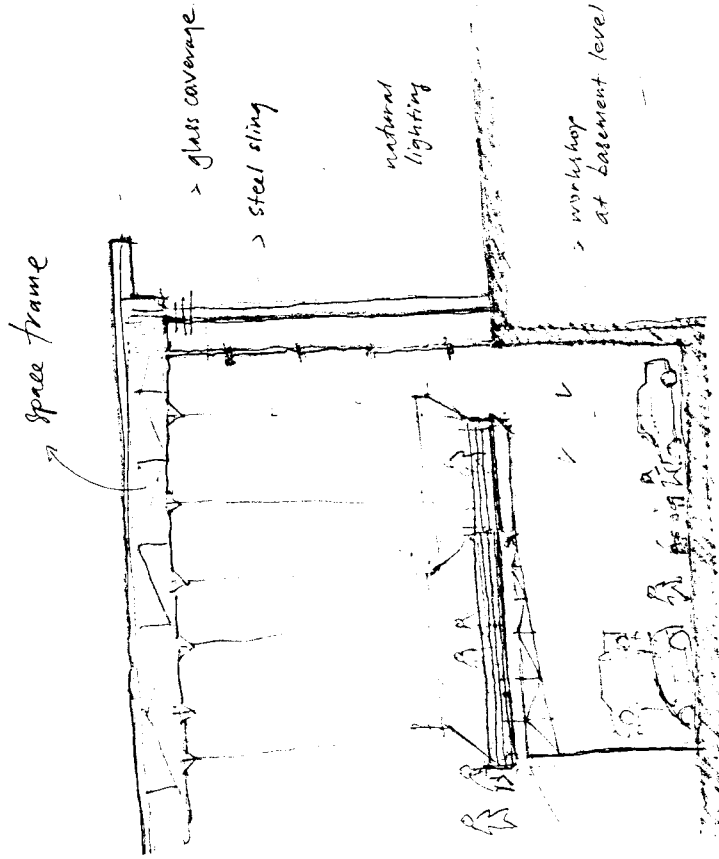 space frame
> glass caverage
> steel sling
natural
lighting
> workshop
at basement level